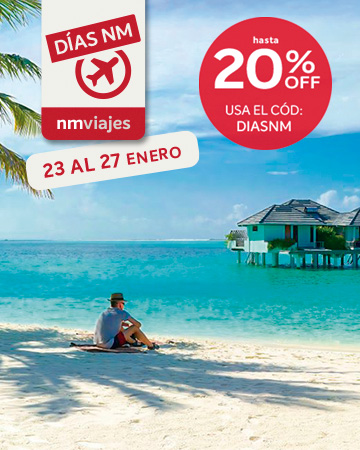 DÍAS NM
nmviajes
23 AL 27 ENERO
hasta
20% OFF
USA EL CÓD:
DIASNM